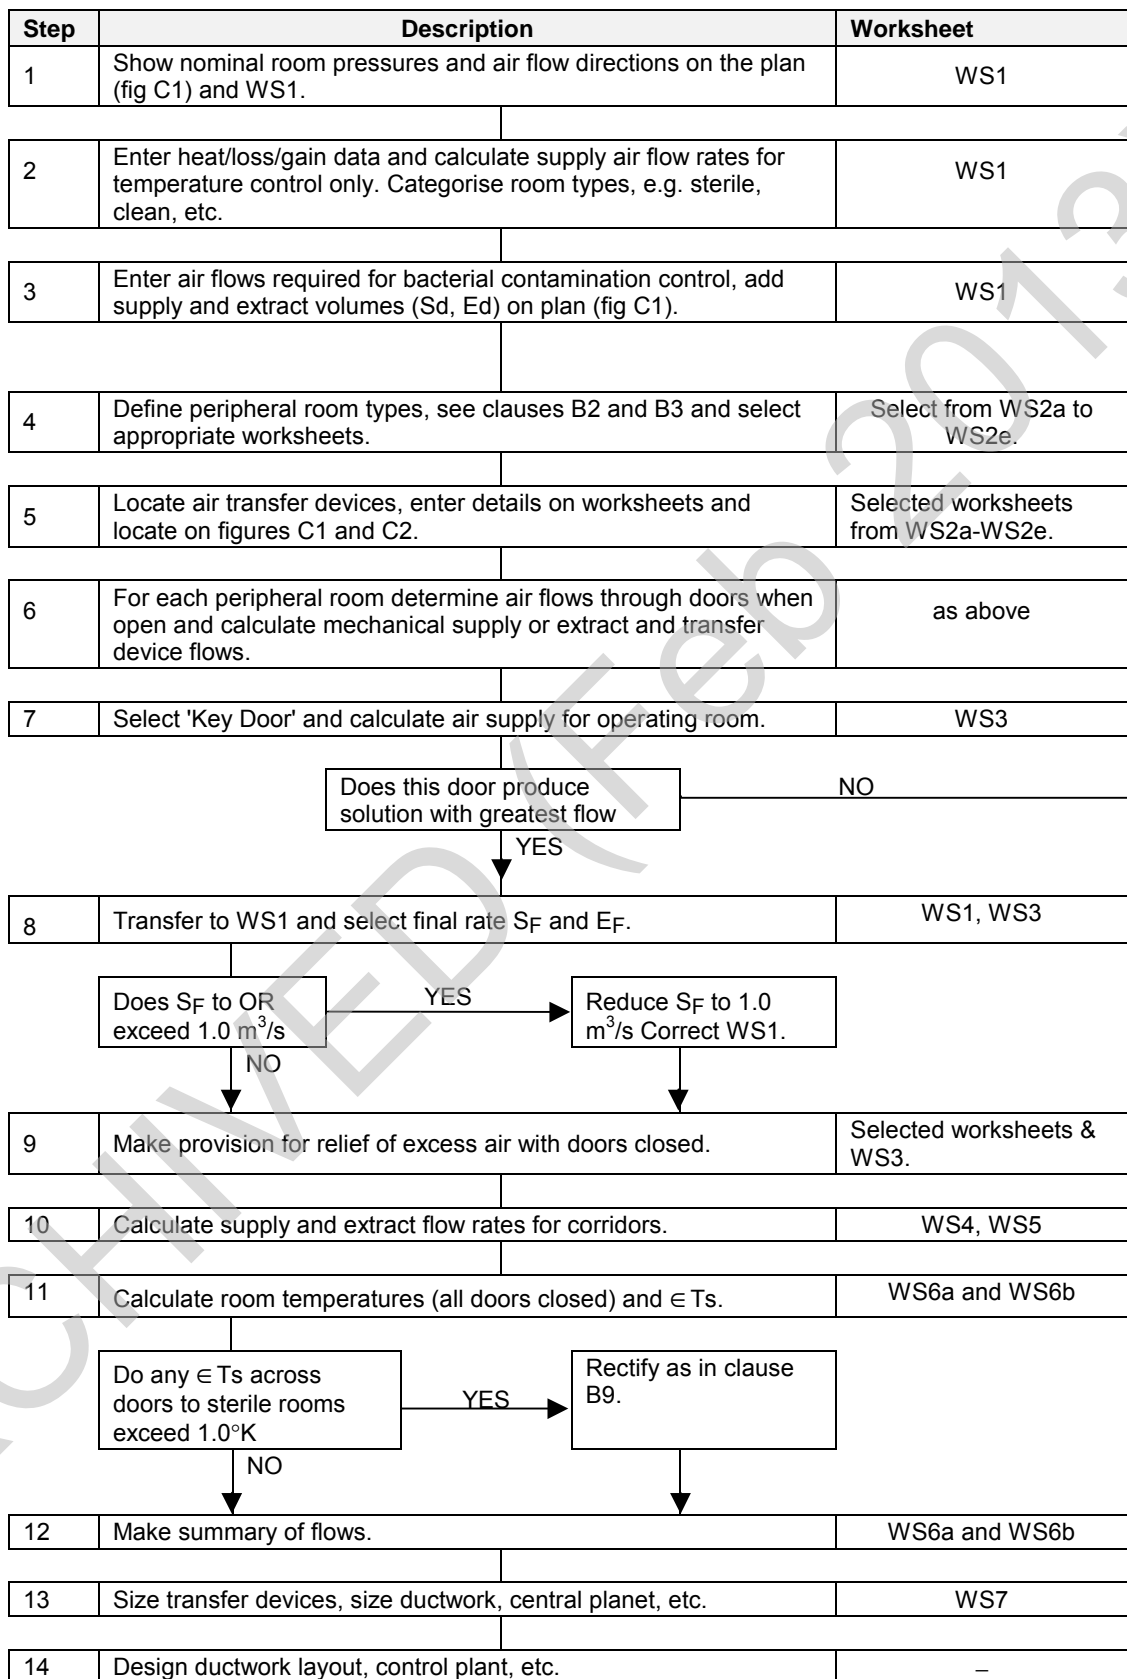 Step Description Worksheet
1 Show nominal room pressures and air flow directions on the plan
(fig C1) and WS1. WS1
2 Enter heat/loss/gain data and calculate supply air flow rates for
temperature control only. Categorise room types, e.g. sterile, WS1
clean, etc.
3 Enter air flows required for bacterial contamination control, add
supply and extract volumes (Sd, Ed) on plan (fig C1). WS1
4 Define peripheral room types, see clauses B2 and B3 and select Select from WS2a to
appropriate worksheets. WS2e.
5 Locate air transfer devices, enter details on worksheets and Selected worksheets
locate on figures C1 and C2. from WS2a-WS2e.
6 For each peripheral room determine air flows through doors when
open and calculate mechanical supply or extract and transfer as above
device flows.
7 Select 'Key Door' and calculate air supply for operating room. WS3
Does this door produce NO
solution with greatest flow
YES
8 Transfer to WS1 and select final rate SF and EF. WS1, WS3
Does SF to OR YES Reduce SF to 1.0
exceed 1.0 m³/s m³/s Correct WS1.
NO
9 Make provision for relief of excess air with doors closed. Selected worksheets &
WS3.
10 Calculate supply and extract flow rates for corridors. WS4, WS5
11 Calculate room temperatures (all doors closed) and ∈Ts. WS6a and WS6b
Do any ∈Ts across Rectify as in clause
doors to sterile rooms YES B9.
exceed 1.0°K
NO
12 Make summary of flows. WS6a and WS6b
13 Size transfer devices, size ductwork, central planet, etc. WS7
14 Design ductwork layout, control plant, etc. –
CHIVED (Feb 2013